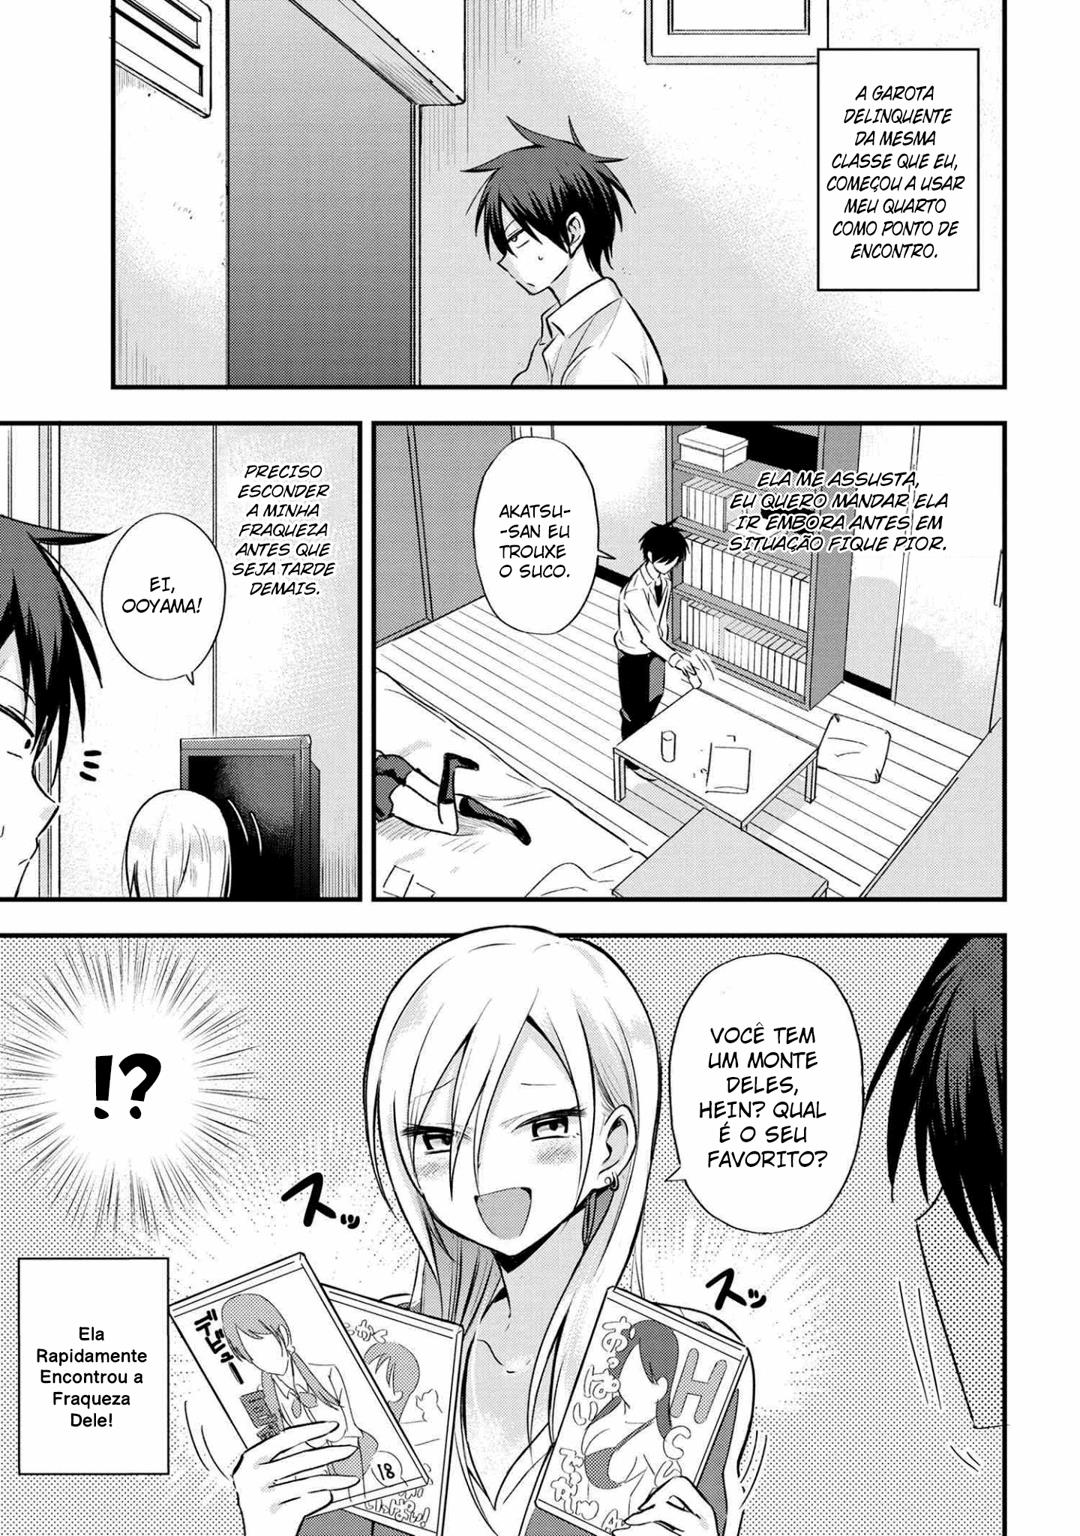 A GAROTA
DELINQUENTE
DA MESMA
CLASSE QUE EU,
COMEÇOU A USAR
MEU QUARTO
COMO PONTO DE
ENCONTRO.
ELA ME ASSUSTA,
EU QUERO MANDAR ELA
IR EMBORA ANTES EM
SITUAÇÃO FIQUE PIOR.
AKATSU-
-SAN EU
TROUXE
O SUCO.
PRECISO
ESCONDER
A MINHA
FRAQUEZA
ANTES QUE
SEJA TARDE
DEMAIS.
EI,
OOYAMA!
VOCÊ TEM
UM MONTE
DELES,
HEIN? QUAL
É O SEU
FAVORITO?
!?
スッ
スッ
18
H
Ela
Rapidamente
Encontrou a
Fraqueza
Dele!